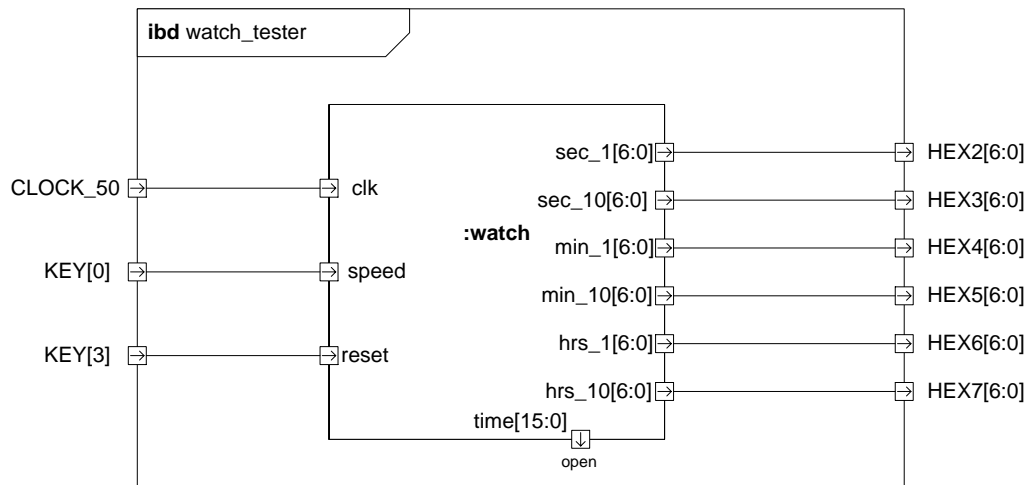 ibd watch_tester
sec_1[6:0]
HEX2[6:0]
CLOCK_50
clk
sec_10[6:0]
HEX3[6:0]
:watch
min_1[6:0]
HEX4[6:0]
KEY[0]
speed
min_10[6:0]
HEX5[6:0]
KEY[3]
reset
hrs_1[6:0]
HEX6[6:0]
hrs_10[6:0]
HEX7[6:0]
time[15:0]
open